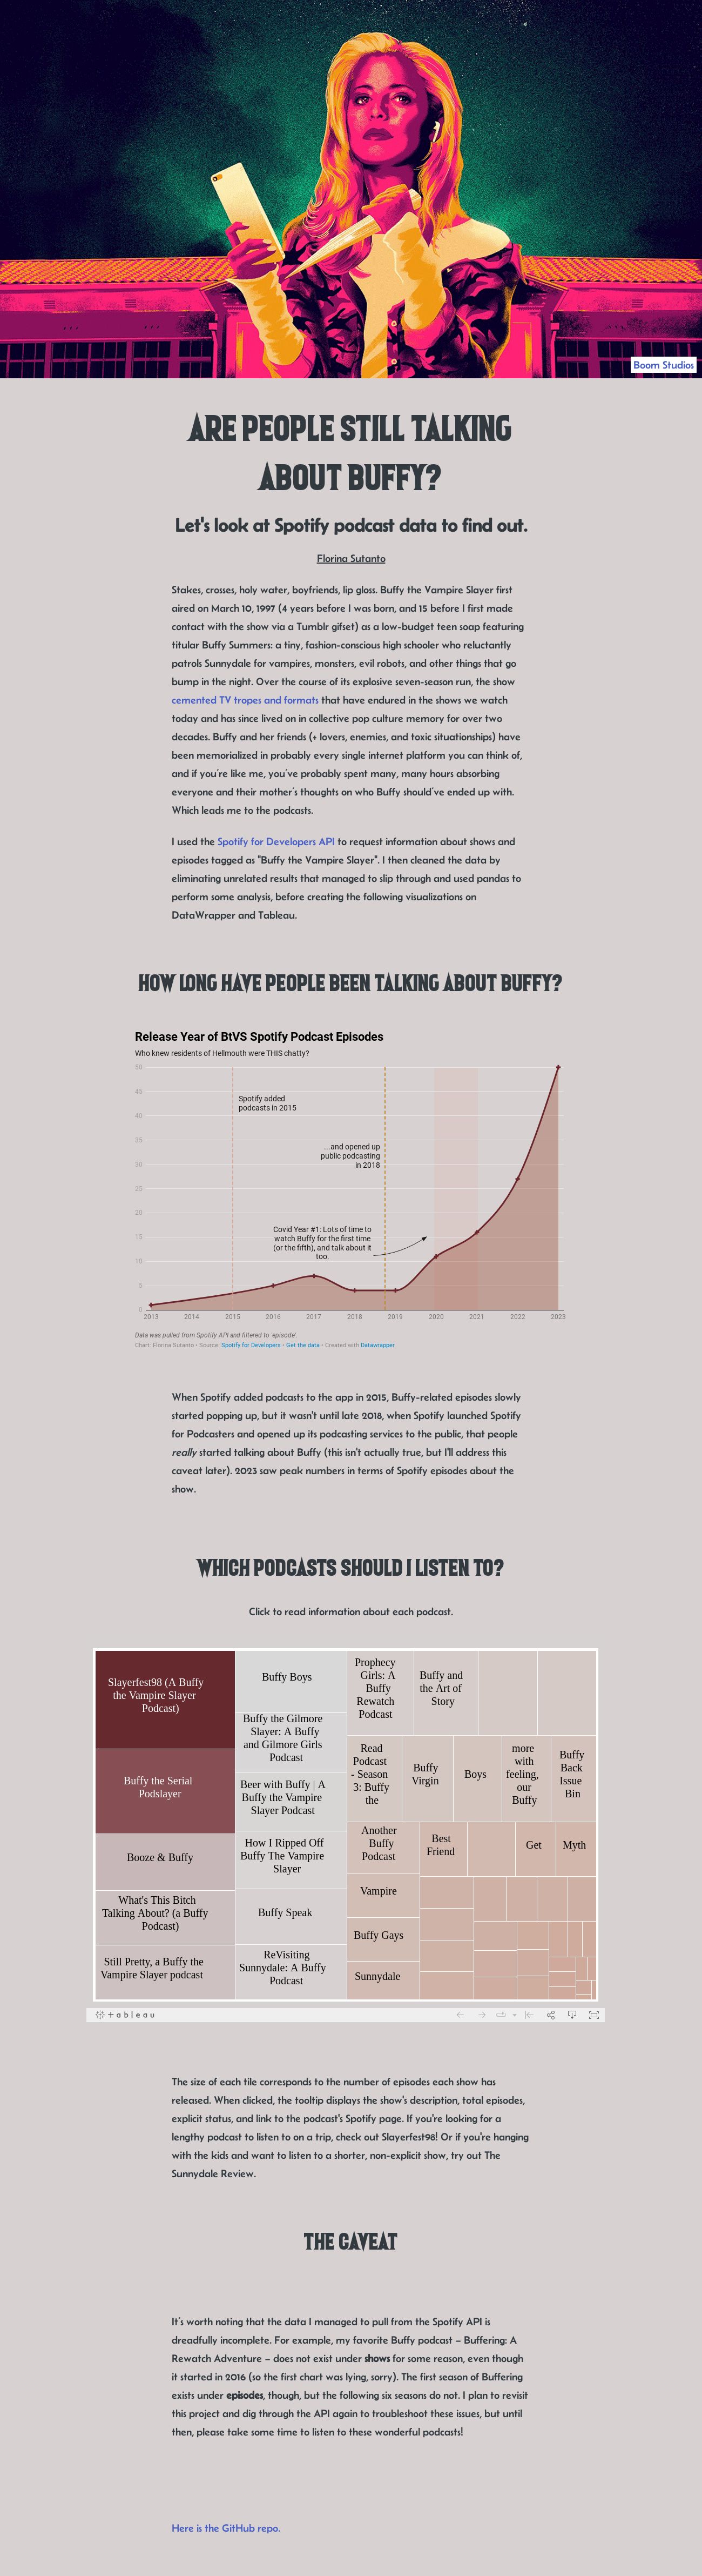 Boom Studios
ARE PEOPLE STILL TALKING
ABOUT BUFFY?
Let's look at Spotify podcast data to find out.
Florina Sutanto
Stakes, crosses, holy water, boyfriends, lip gloss. Buffy the Vampire Slayer first
aired on March 10, 1997 (4 years before I was born, and 15 before I first made
contact with the show via a Tumblr gifset) as a low-budget teen soap featuring
titular Buffy Summers: a tiny, fashion-conscious high schooler who reluctantly
patrols Sunnydale for vampires, monsters, evil robots, and other things that go
bump in the night. Over the course of its explosive seven-season run, the show
cemented TV tropes and formats that have endured in the shows we watch
today and has since lived on in collective pop culture memory for over two
decades. Buffy and her friends (+ lovers, enemies, and toxic situationships) have
been memorialized in probably every single internet platform you can think of,
and if you're like me, you've probably spent many, many hours absorbing
everyone and their mother's thoughts on who Buffy should've ended up with.
Which leads me to the podcasts.
I used the Spotify for Developers API to request information about shows and
episodes tagged as "Buffy the Vampire Slayer". I then cleaned the data by
eliminating unrelated results that managed to slip through and used pandas to
perform some analysis, before creating the following visualizations on
DataWrapper and Tableau.
HOW LONG HAVE PEOPLE BEEN TALKING ABOUT BUFFY?
Release Year of BtVS Spotify Podcast Episodes
Who knew residents of Hellmouth were THIS chatty?
50
45
40
35
30
25
20
15
10
5
0
Spotify added
podcasts in 2015
...and opened up
public podcasting
in 2018
Covid Year #1: Lots of time to
watch Buffy for the first time
(or the fifth), and talk about it
too.
2013 2014 2015 2016 2017 2018 2019 2020 2021 2022 2023
Data was pulled from Spotify API and filtered to 'episode'.
Chart: Florina Sutanto • Source: Spotify for Developers • Get the data • Created with Datawrapper
When Spotify added podcasts to the app in 2015, Buffy-related episodes slowly
started popping up, but it wasn't until late 2018, when Spotify launched Spotify
for Podcasters and opened up its podcasting services to the public, that people
really started talking about Buffy (this isn't actually true, but I'll address this
caveat later). 2023 saw peak numbers in terms of Spotify episodes about the
show.
WHICH PODCASTS SHOULD I LISTEN TO?
Click to read information about each podcast.
Slayerfest98 (A Buffy
the Vampire Slayer
Podcast)
Buffy the Serial
Podslayer
Booze & Buffy
What's This Bitch
Talking About? (a Buffy
Podcast)
Still Pretty, a Buffy the
Vampire Slayer podcast
Buffy Boys
Buffy the Gilmore
Slayer: A Buffy
and Gilmore Girls
Podcast
Beer with Buffy | A
Buffy the Vampire
Slayer Podcast
How I Ripped Off
Buffy The Vampire
Slayer
Buffy Speak
ReVisiting
Sunnydale: A Buffy
Podcast
Prophecy
Girls: A
Buffy
Rewatch
Podcast
Buffy and
the Art of
Story
Read
Podcast
- Season
3: Buffy
the
Buffy
Virgin
Boys
more
with
feeling,
our
Buffy
Buffy
Back
Issue
Bin
Another
Buffy
Podcast
Best
Friend
Get
Myth
Vampire
Buffy Gays
Sunnydale
+ableau
The size of each tile corresponds to the number of episodes each show has
released. When clicked, the tooltip displays the show's description, total episodes,
explicit status, and link to the podcast's Spotify page. If you're looking for a
lengthy podcast to listen to on a trip, check out Slayerfest98! Or if you're hanging
with the kids and want to listen to a shorter, non-explicit show, try out The
Sunnydale Review.
THE CAVEAT
It's worth noting that the data I managed to pull from the Spotify API is
dreadfully incomplete. For example, my favorite Buffy podcast – Buffering: A
Rewatch Adventure – does not exist under shows for some reason, even though
it started in 2016 (so the first chart was lying, sorry). The first season of Buffering
exists under episodes, though, but the following six seasons do not. I plan to revisit
this project and dig through the API again to troubleshoot these issues, but until
then, please take some time to listen to these wonderful podcasts!
Here is the GitHub repo.